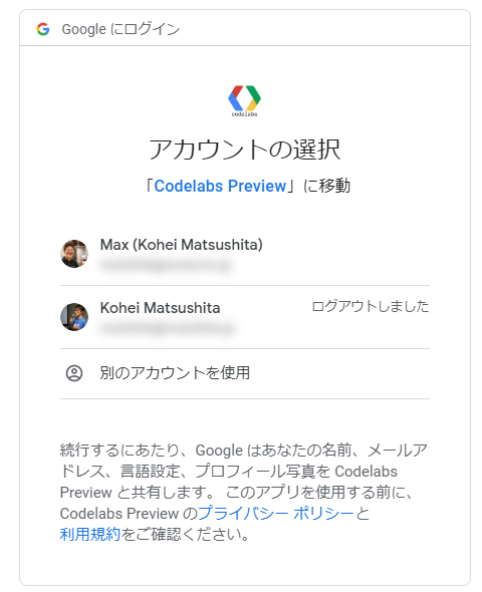 Google にログイン
codelabs
アカウントの選択
「Codelabs Preview」に移動
Max (Kohei Matsushita)
Kohei Matsushita
ログアウトしました
別のアカウントを使用
続行するにあたり、Google はあなたの名前、メールア
ドレス、言語設定、プロフィール写真を Codelabs
Preview と共有します。 このアプリを使用する前に、
Codelabs Preview のプライバシー ポリシーと
利用規約をご確認ください。